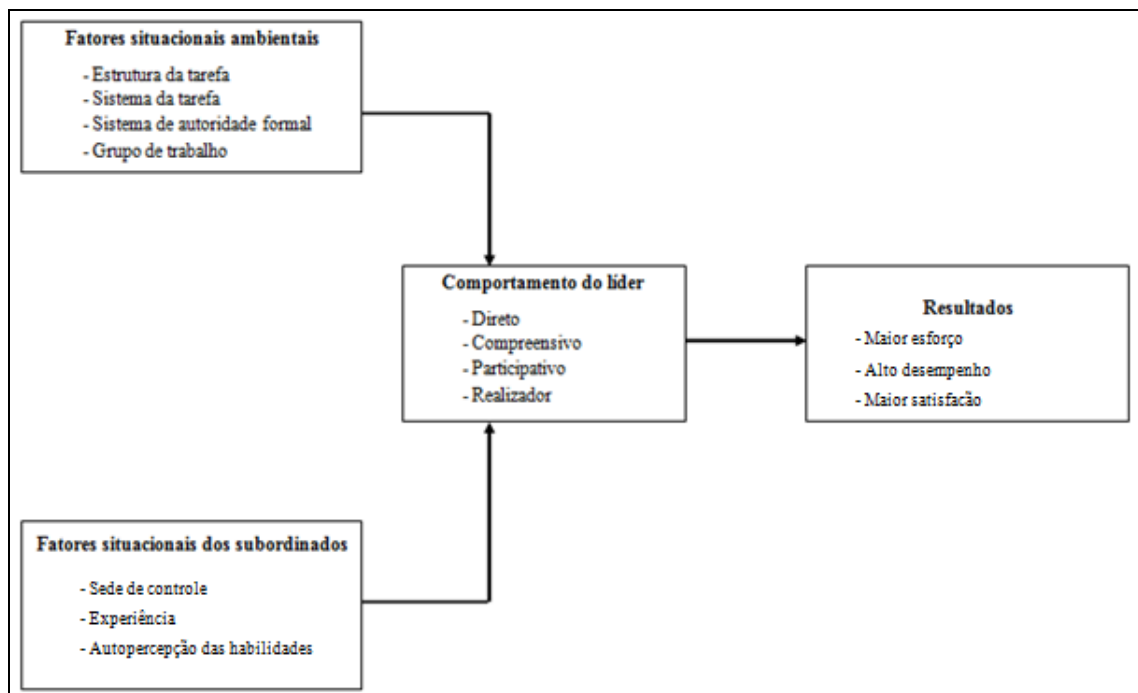 Fatores situacionais ambientais
- Estrutura da tarefa
- Sistema da tarefa
- Sistema de autoridade formal
- Grupo de trabalho
Comportamento do líder
- Direto
- Compreensivo
- Participativo
- Realizador
Resultados
- Maior esforço
- Alto desempenho
- Maior satisfacão
Fatores situacionais dos subordinados
- Sede de controle
- Experiência
- Autopercepção das habilidades